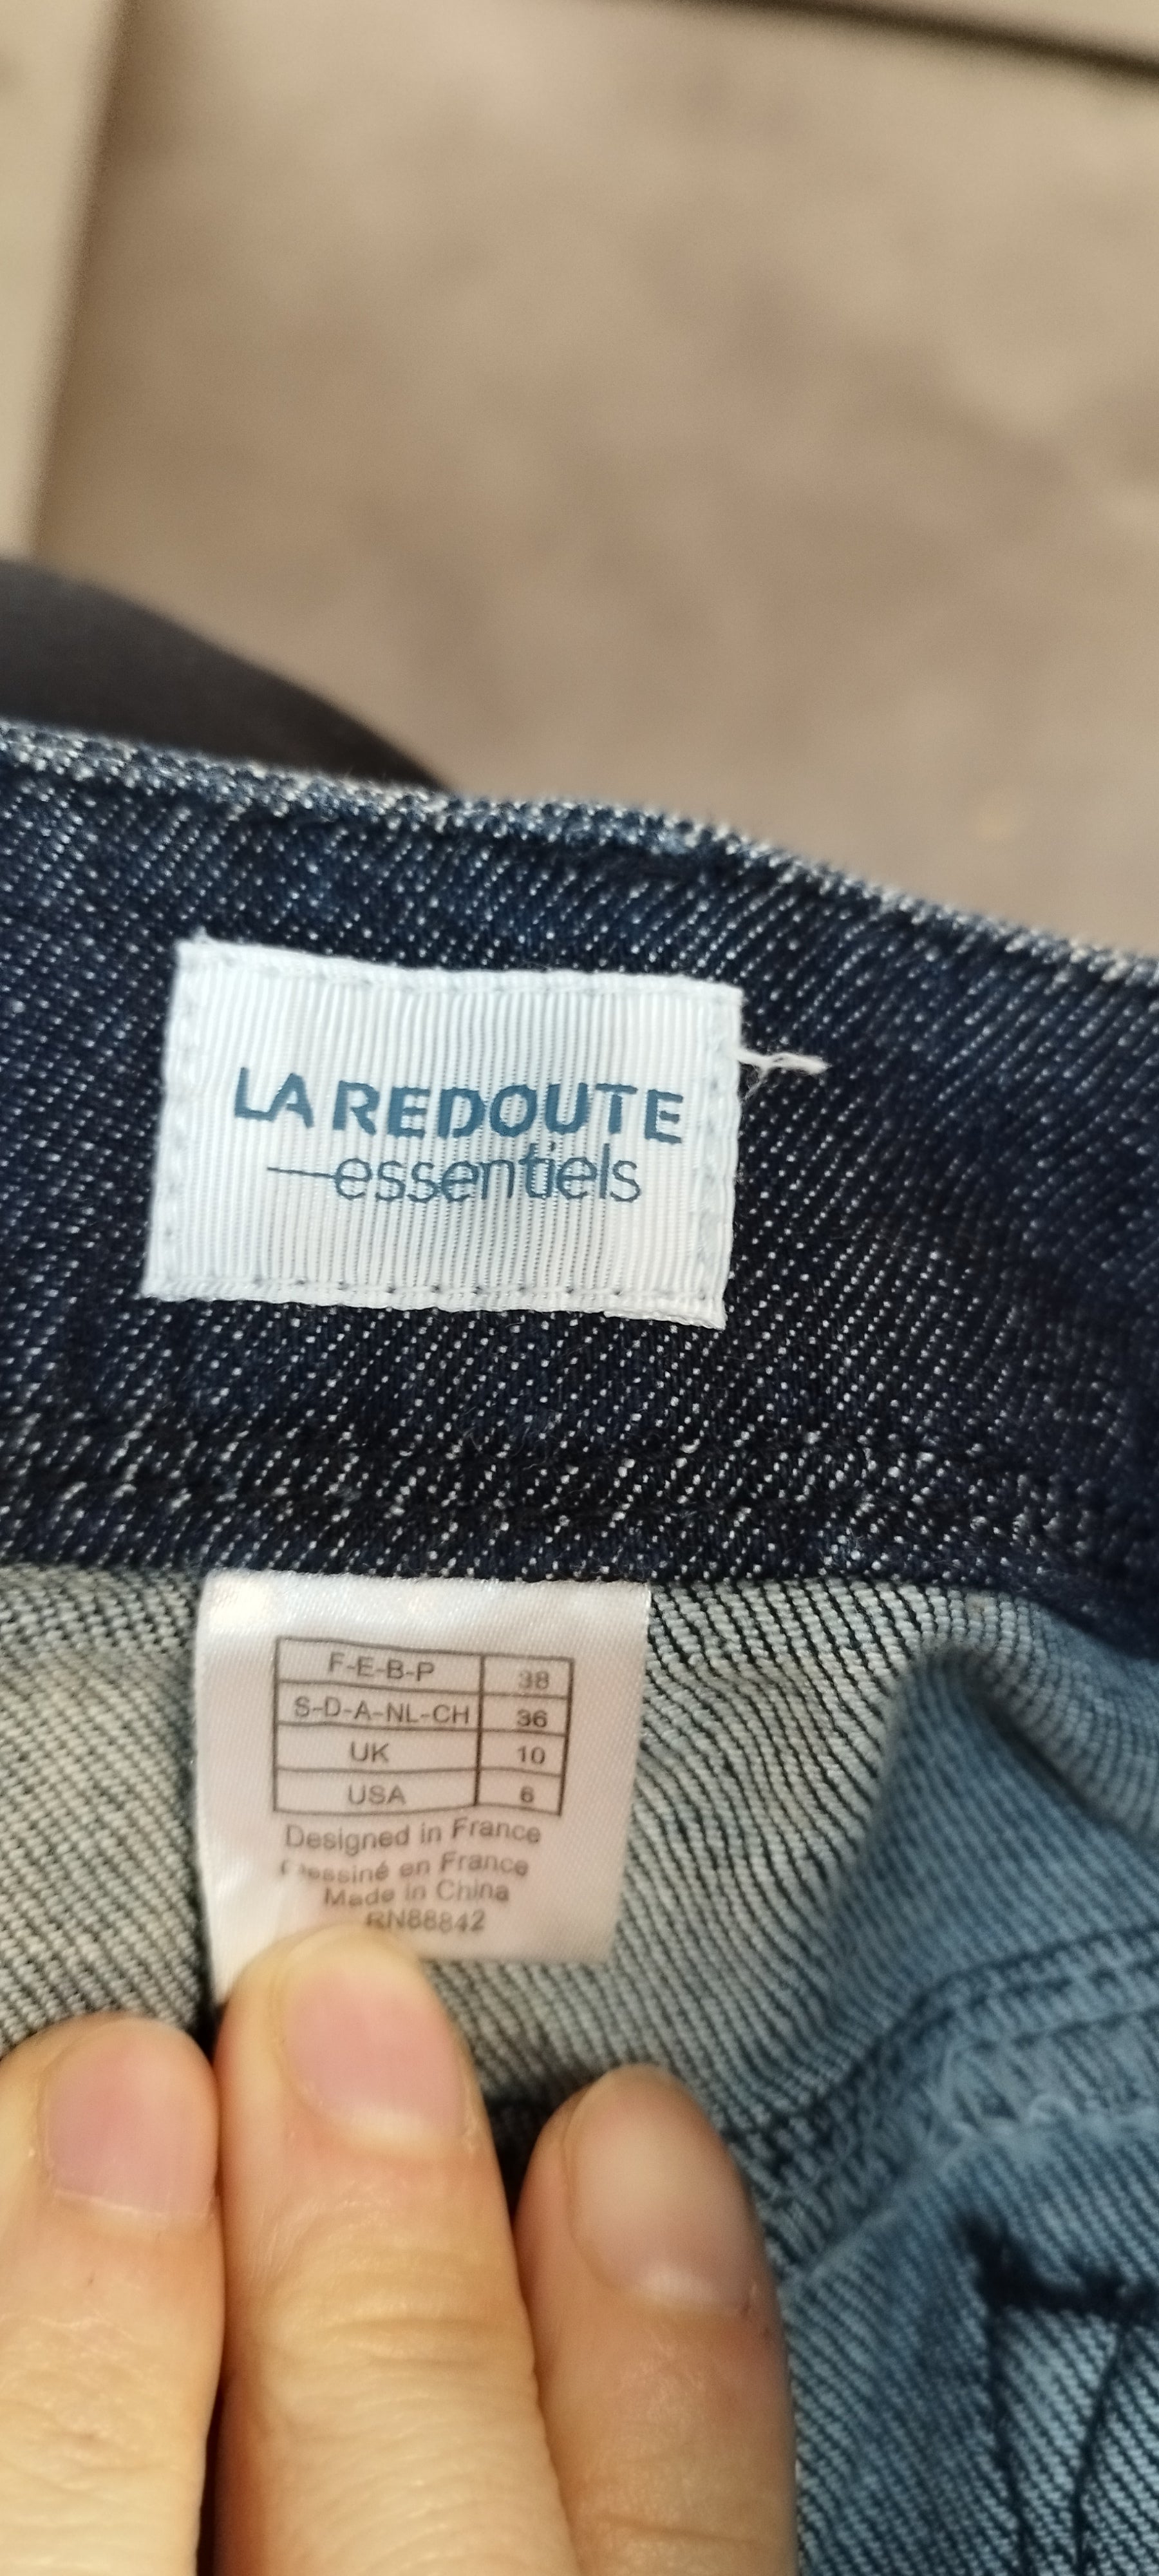 LA REDOUTE
essentiels
F-E-B-P 38
S-D-A-NL-CH 36
UK 10
USA 6
Designed in France
Dessiné en France
Made in China
RN88842